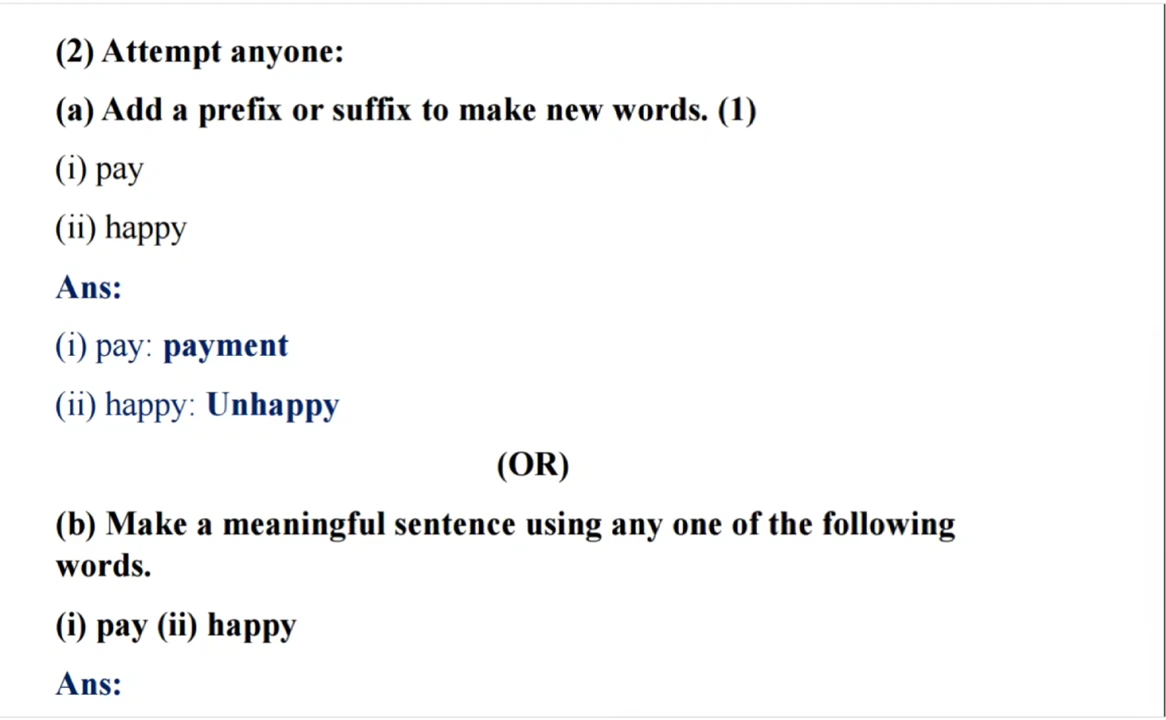 (2) Attempt anyone:
(a) Add a prefix or suffix to make new words. (1)
(i) pay
(ii) happy
Ans:
(i) pay: payment
(ii) happy: Unhappy
(OR)
(b) Make a meaningful sentence using any one of the following
words.
(i) pay (ii) happy
Ans: